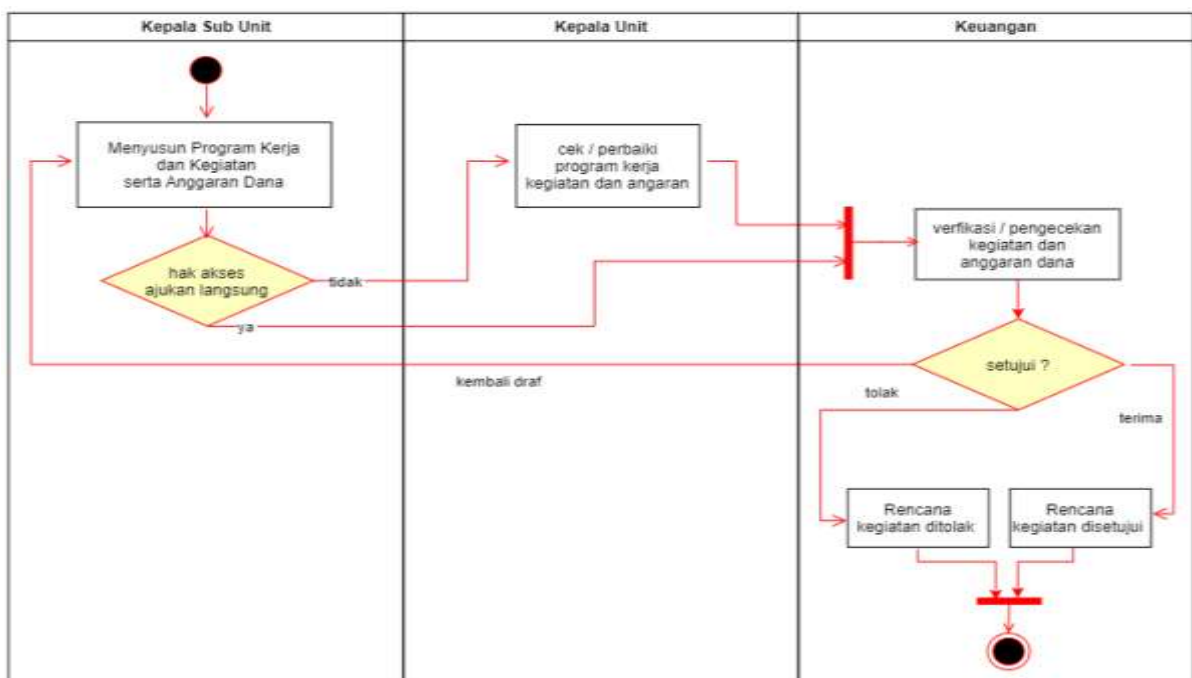 Kepala Sub Unit
Kepala Unit
Keuangan
Menyusun Program Kerja
dan Kegiatan
serta Anggaran Dana
cek / perbaiki
program kerja
kegiatan dan angaran
verfikasi / pengecekan
kegiatan dan
anggaran dana
hak akses
ajukan langsung
tidak
ya
setujui ?
kembali draf
tolak
terima
Rencana
kegiatan ditolak
Rencana
kegiatan disetujui